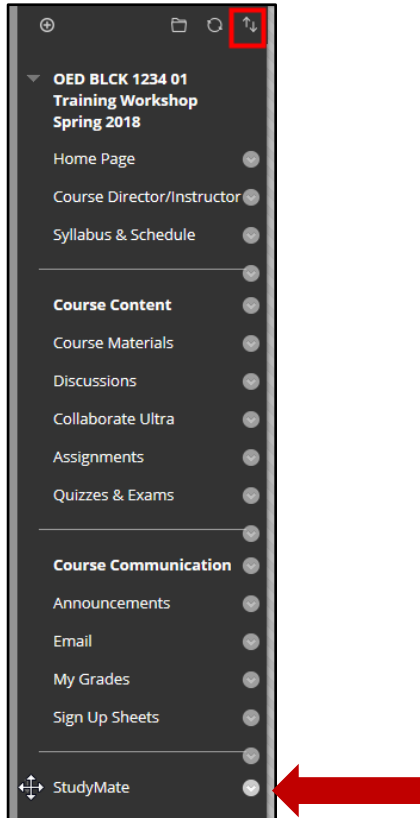 OED BLCK 1234 01
Training Workshop
Spring 2018
Home Page
Course Director/Instructor
Syllabus & Schedule
Course Content
Course Materials
Discussions
Collaborate Ultra
Assignments
Quizzes & Exams
Course Communication
Announcements
Email
My Grades
Sign Up Sheets
StudyMate